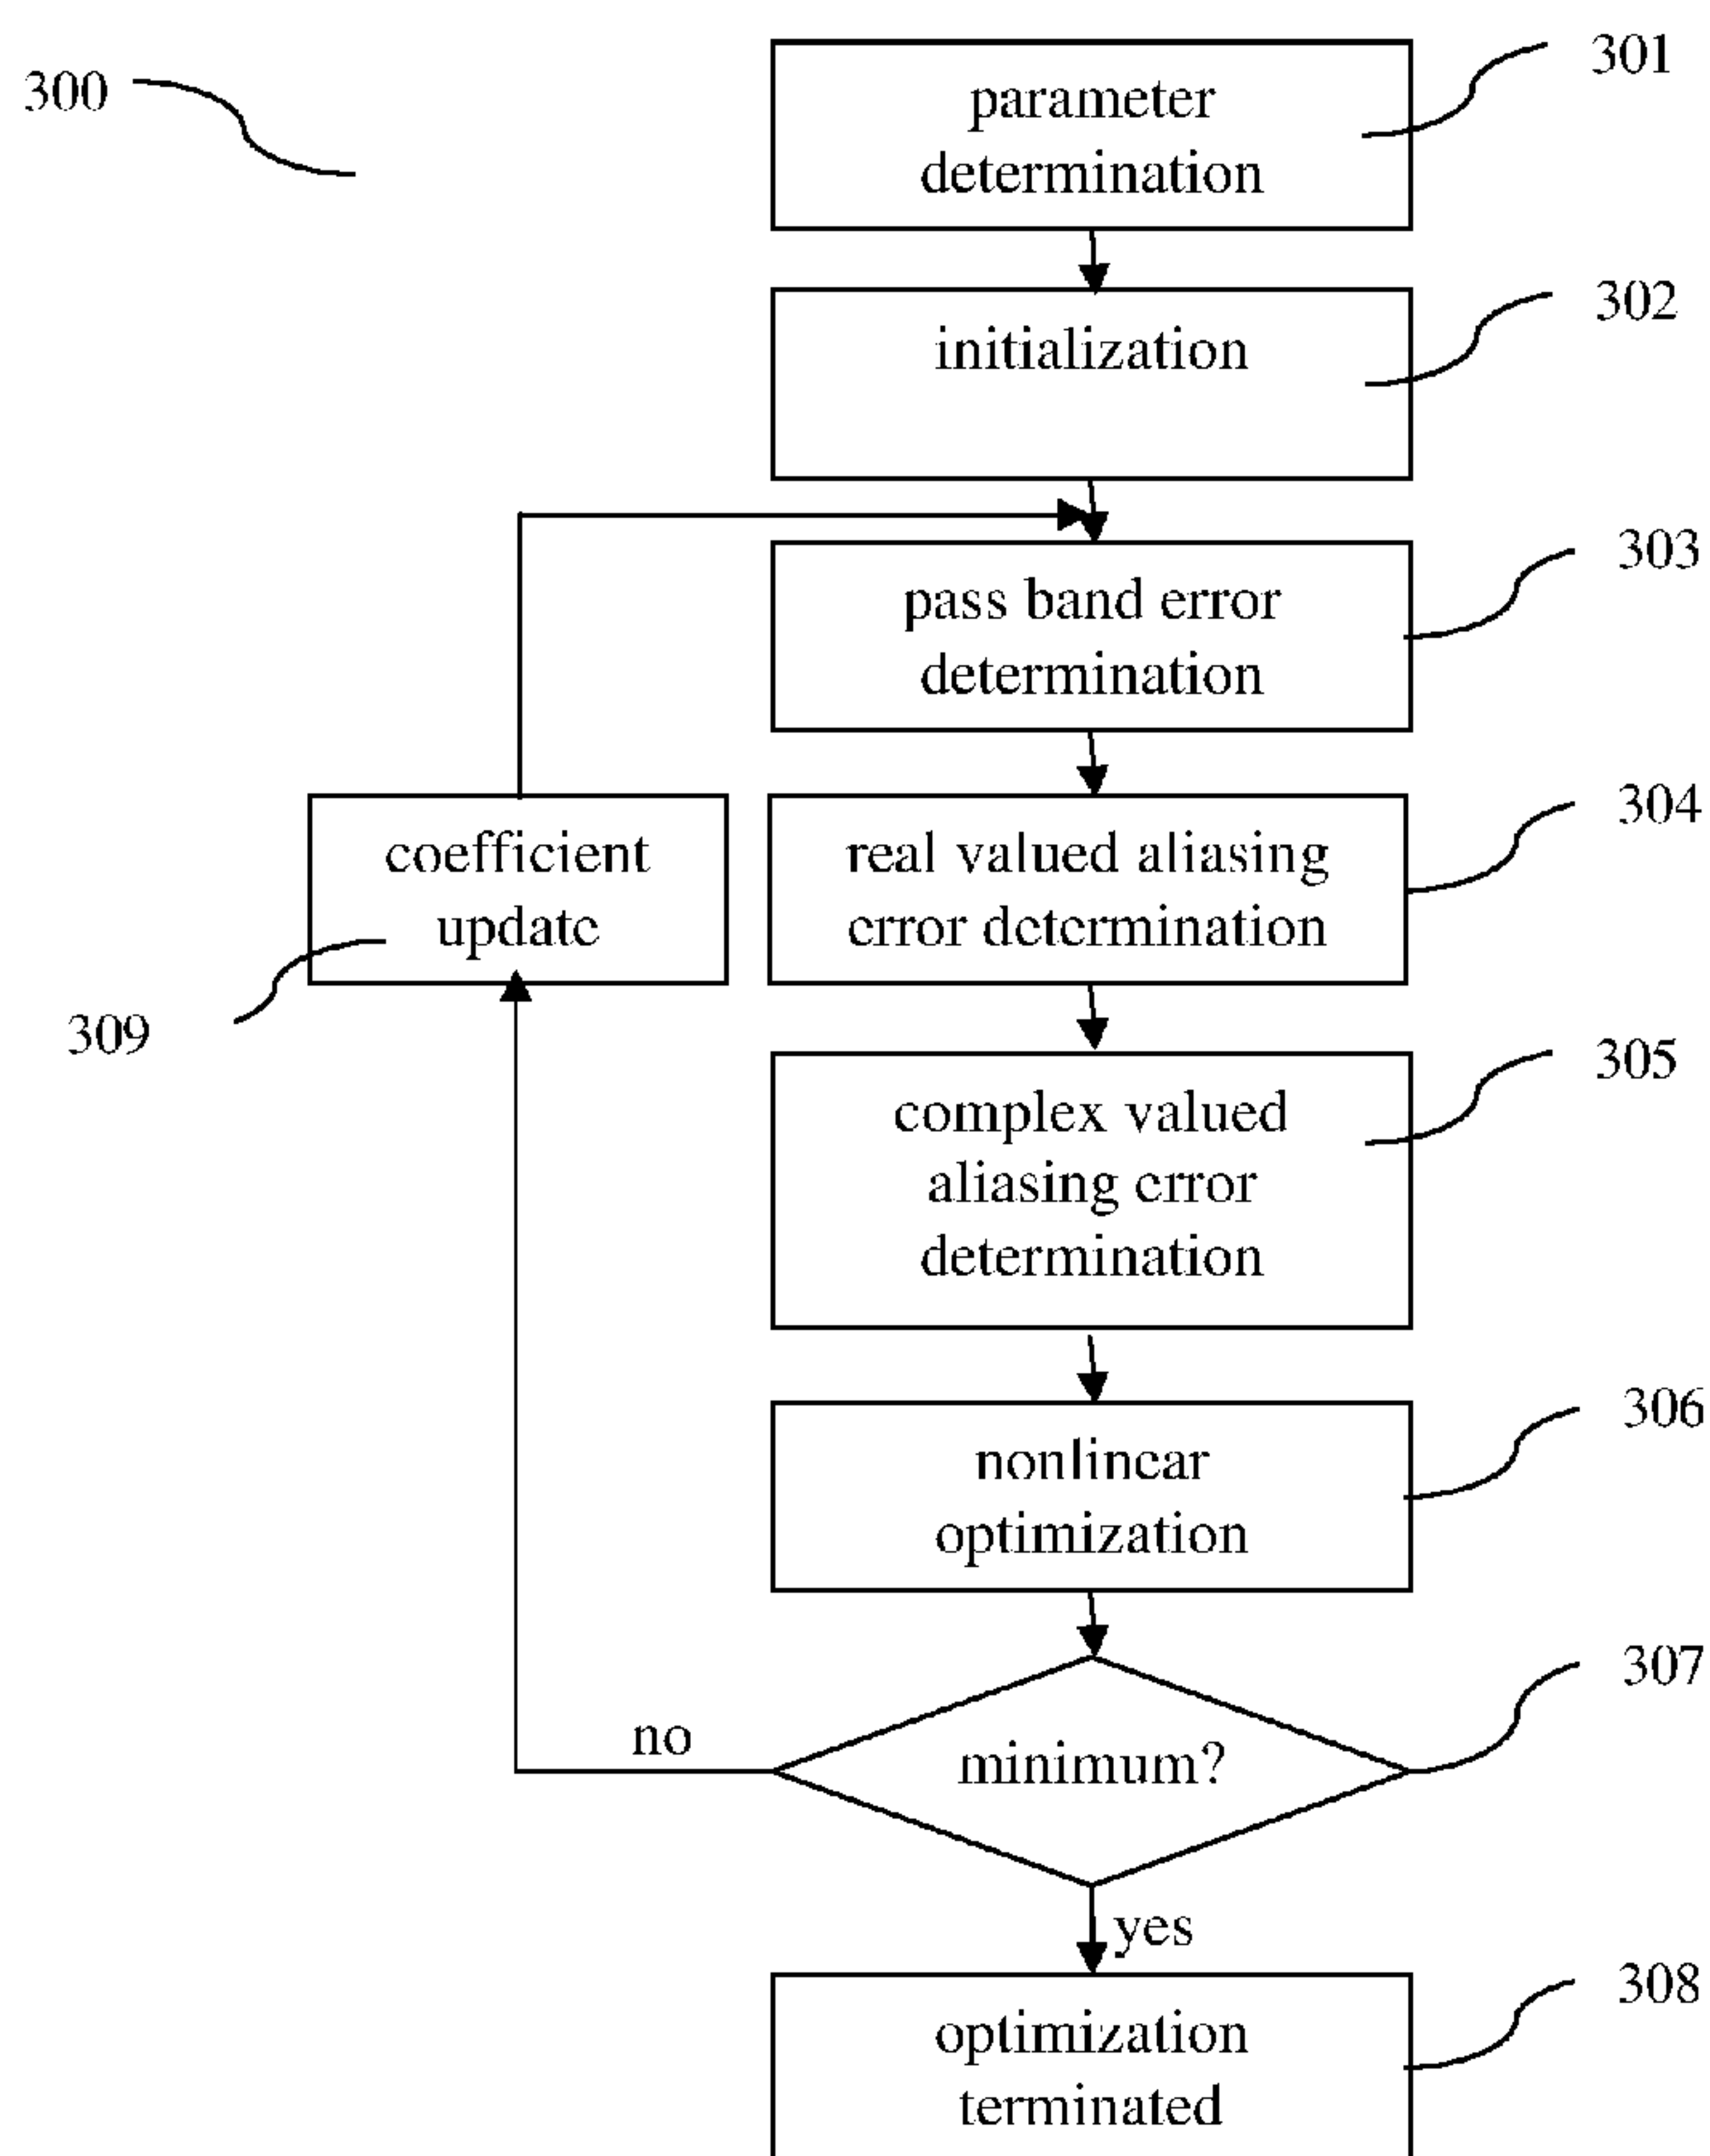 300
301
parameter
determination
302
initialization
303
pass band error
determination
304
real valued aliasing
error determination
coefficient
update
309
305
complex valued
aliasing error
determination
306
nonlinear
optimization
307
minimum?
no
yes
308
optimization
terminated